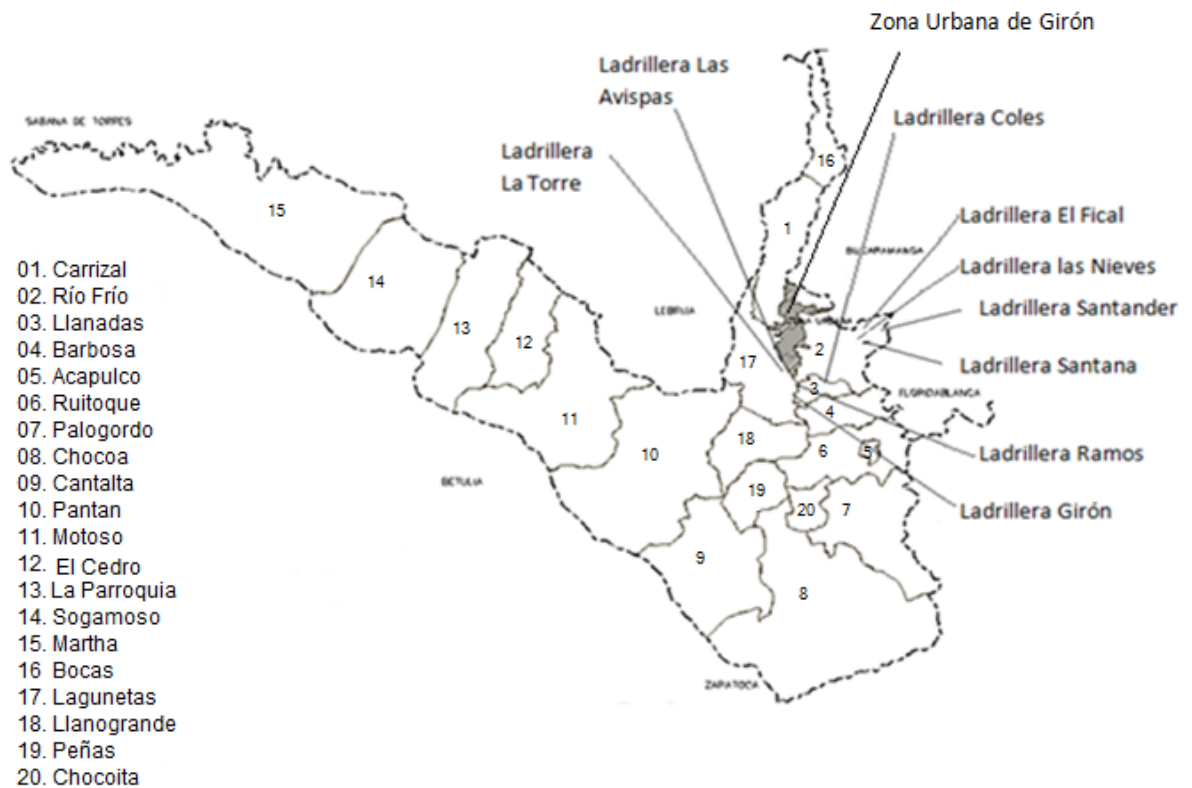 Zona Urbana de Girón
Ladrillera Las
Avispas
Ladrillera Coles
Ladrillera
La Torre
SABANA DE TORRES
16
15
1
Ladrillera El Fical
BUCARAMANGA
Ladrillera las Nieves
01. Carrizal
02. Río Frío
03. Llanadas
04. Barbosa
05. Acapulco
06. Ruitoque
07. Palogordo
08. Chocoa
09. Cantalta
10. Pantan
11. Motoso
12. El Cedro
13. La Parroquia
14. Sogamoso
15. Martha
16 Bocas
17. Lagunetas
18. Llanogrande
19. Peñas
20. Chocoita
14
LEBRIJA
Ladrillera Santander
13
12
2
17
Ladrillera Santana
3
FLORIDABLANCA
11
4
18
10
6
5
Ladrillera Ramos
BETULIA
19
20
7
Ladrillera Girón
9
8
ZAPATOCA